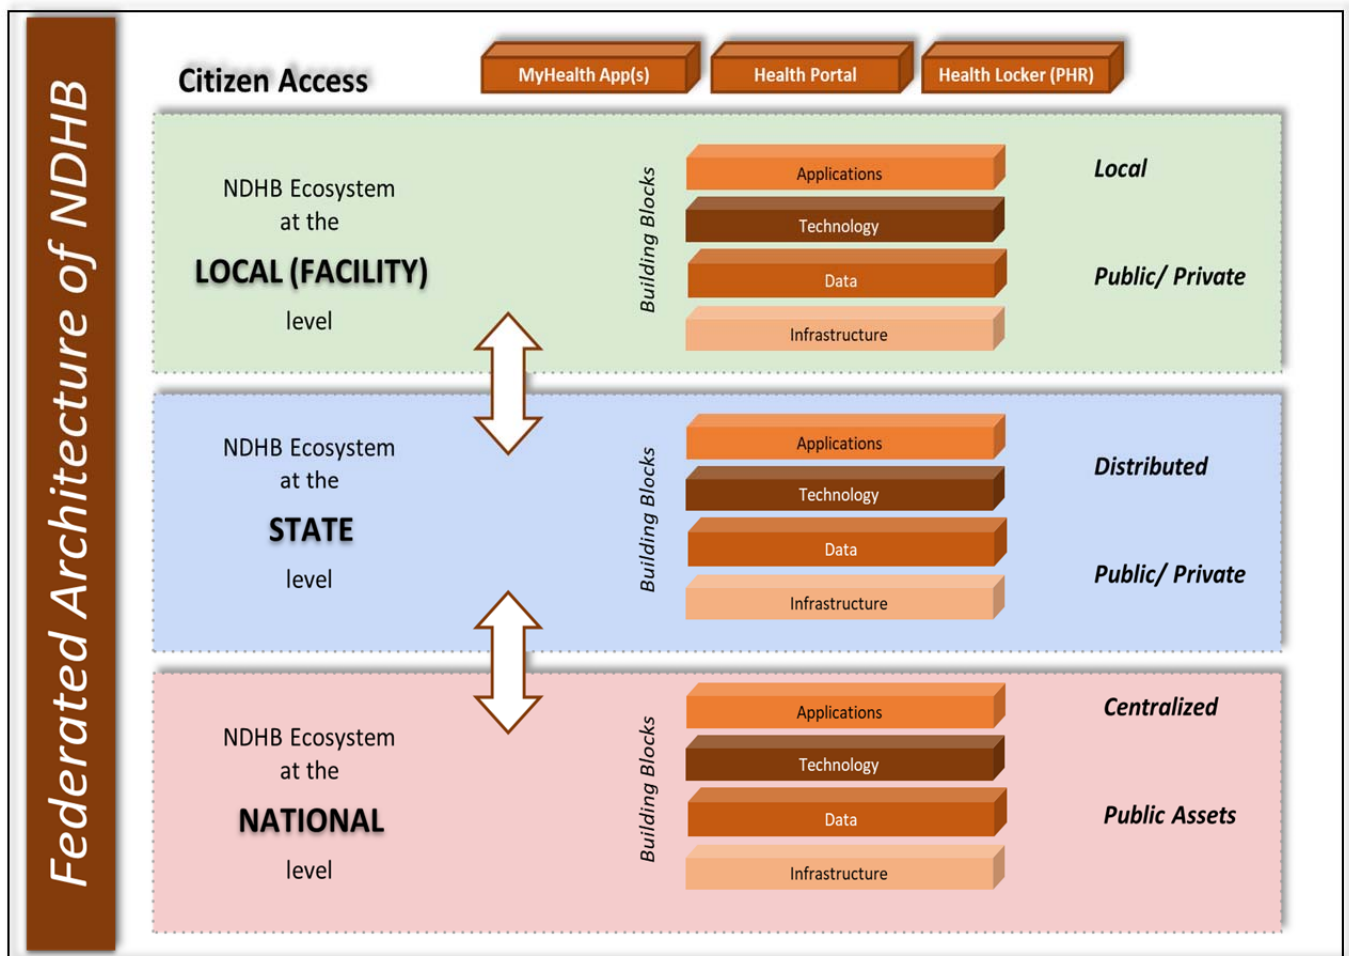 Federated Architecture of NDHB
Citizen Access
MyHealth App(s)
Health Portal
Health Locker (PHR)
NDHB Ecosystem
at the
LOCAL (FACILITY)
level
Building Blocks
Applications
Technology
Data
Infrastructure
Local
Public/ Private
NDHB Ecosystem
at the
STATE
level
Building Blocks
Applications
Technology
Data
Infrastructure
Distributed
Public/ Private
NDHB Ecosystem
at the
NATIONAL
level
Building Blocks
Applications
Technology
Data
Infrastructure
Centralized
Public Assets